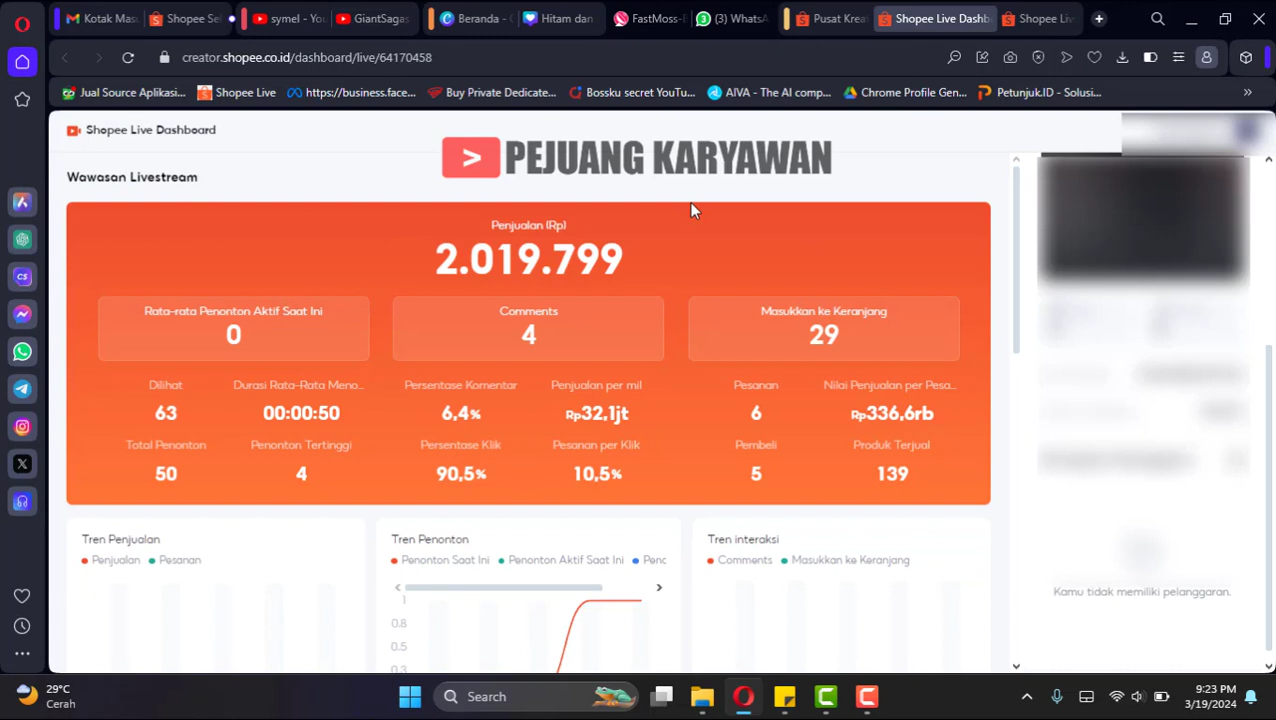 Kotak Masu
Shopee Sel
symel - You
GiantSagas
Beranda - C
Hitam dan
FastMoss-E
(3) WhatsA
Pusat Krea
Shopee Live Dashb
Shopee Liv
creator.shopee.co.id/dashboard/live/64170458
Jual Source Aplikasi...
Shopee Live
https://business.face...
Buy Private Dedicate...
Bossku secret YouTu...
AIVA - The AI comp...
Chrome Profile Gen...
Petunjuk.ID - Solusi...
Shopee Live Dashboard
PEJUANG KARYAWAN
Wawasan Livestream
Penjualan (Rp)
2.019.799
Rata-rata Penonton Aktif Saat Ini
0
Comments
4
Masukkan ke Keranjang
29
Dilihat
63
Durasi Rata-Rata Meno...
00:00:50
Persentase Komentar
6,4%
Penjualan per mil
Rp32,1jt
Pesanan
6
Nilai Penjualan per Pesa...
Rp336,6rb
Total Penonton
50
Penonton Tertinggi
4
Persentase Klik
90,5%
Pesanan per Klik
10,5%
Pembeli
5
Produk Terjual
139
Tren Penjualan
Penjualan
Pesanan
Tren Penonton
Penonton Saat Ini
Penonton Aktif Saat Ini
Penc
1
0.8
0.5
0.3
Tren interaksi
Comments
Masukkan ke Keranjang
Kamu tidak memiliki pelanggaran.
29°C
Cerah
Search
9:23 PM
3/19/2024